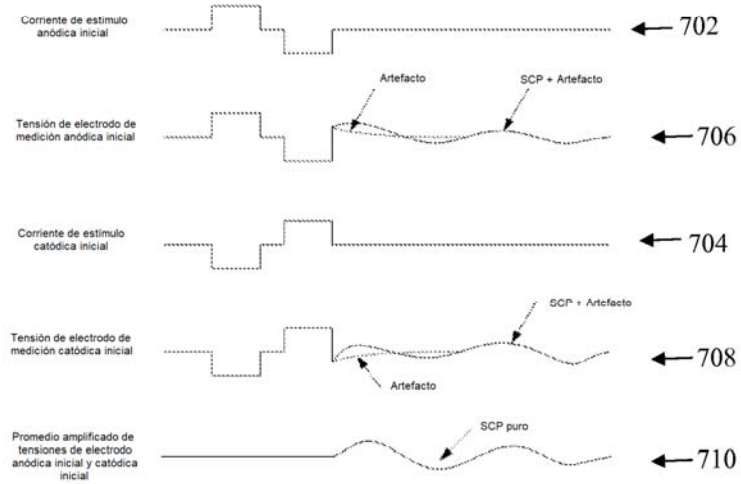 Corriente de estímulo
anódica inicial
702
Artefacto
SCP + Artefacto
Tensión de electrodo de
medición anódica inicial
706
Corriente de estímulo
catódica inicial
704
SCP + Artefacto
Tensión de electrodo de
medición catódica inicial
708
Artefacto
Promedio amplificado de
tensiones de electrodo
anódica inicial y catódica
inicial
SCP puro
710